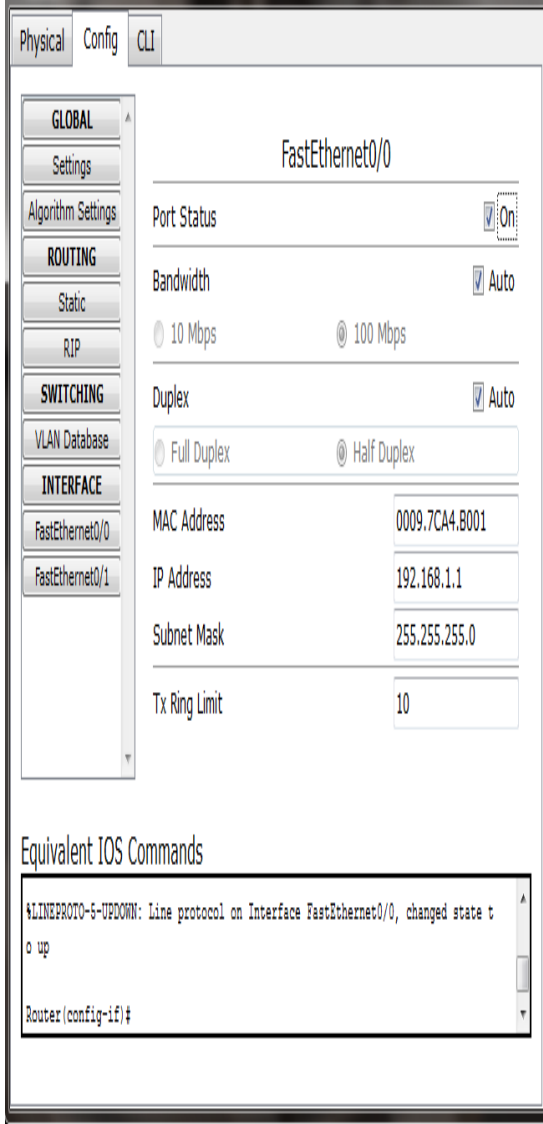 Physical Config CLI
GLOBAL
Settings
Algorithm Settings
ROUTING
Static
RIP
SWITCHING
VLAN Database
INTERFACE
FastEthernet0/0
FastEthernet0/1
FastEthernet0/0
Port Status On
Bandwidth Auto
10 Mbps 100 Mbps
Duplex Auto
Full Duplex Half Duplex
MAC Address 0009.7CA4.B001
IP Address 192.168.1.1
Subnet Mask 255.255.255.0
Tx Ring Limit 10
Equivalent IOS Commands
%LINEPROTO-5-UPDOWN: Line protocol on Interface FastEthernet0/0, changed state t
o up
Router(config-if)#